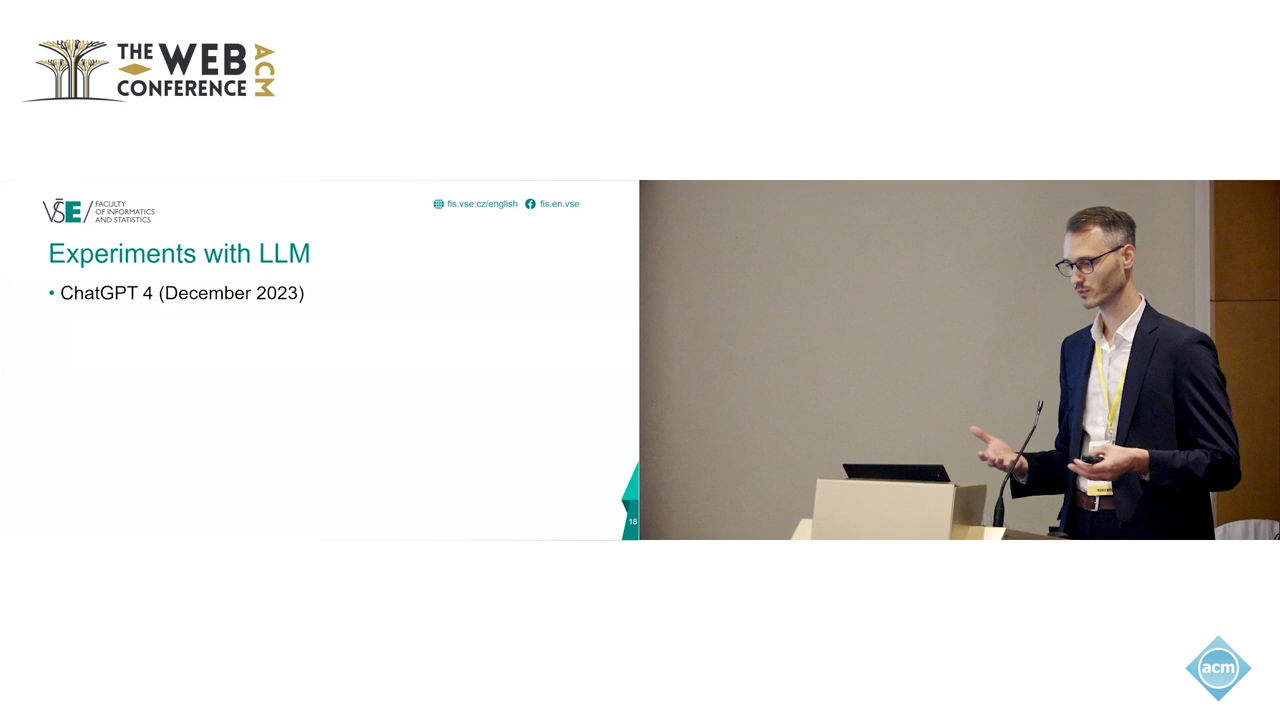 THE WEB
CONFERENCE
ACM
VŠE / FACULTY
OF INFORMATICS
AND STATISTICS
fis.vse.cz/english fis.en.vse
Experiments with LLM
• ChatGPT 4 (December 2023)
18
acm